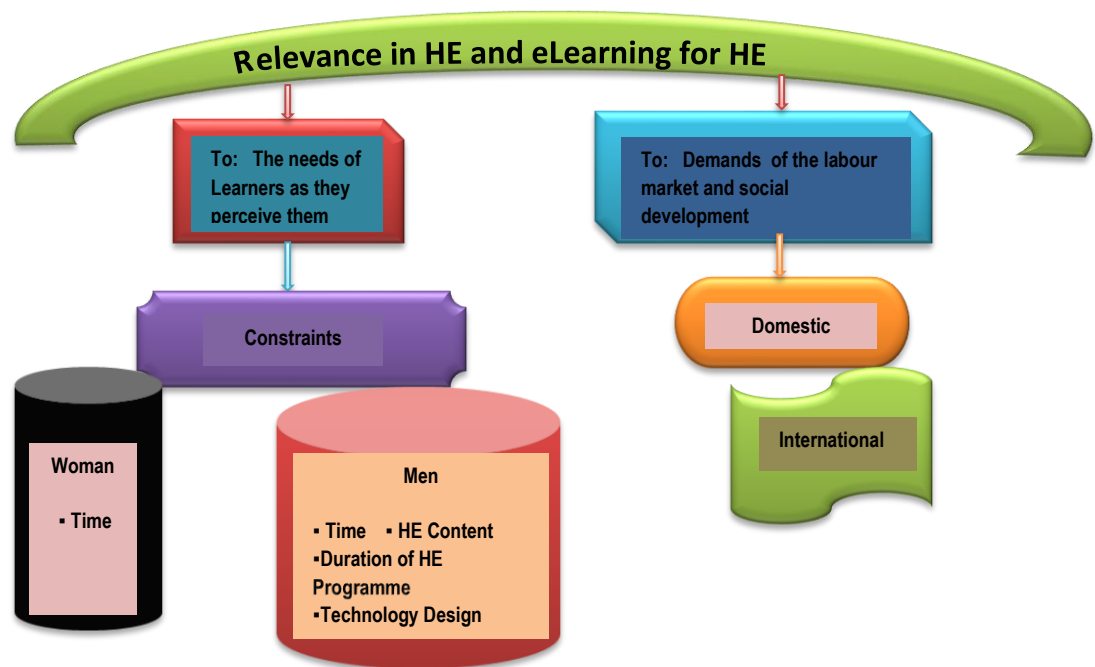 Relevance in HE and eLearning for HE
To: The needs of
Learners as they
perceive them
To: Demands of the labour
market and social
development
Constraints
Domestic
Woman
▪ Time
Men
▪ Time ▪ HE Content
▪Duration of HE
Programme
▪Technology Design
International